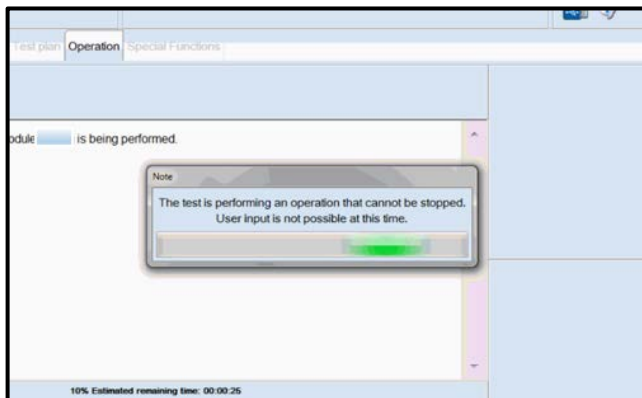 Test plan Operation Special Functions
odule is being performed.
Note
The test is performing an operation that cannot be stopped.
User input is not possible at this time.
10% Estimated remaining time: 00:00:25